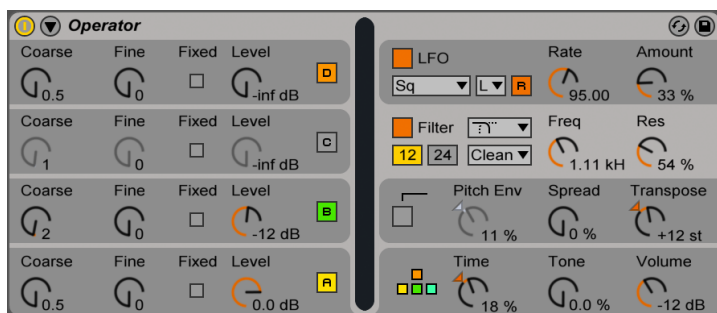 Operator
Coarse Fine Fixed Level
0.5 0 -inf dB D
Coarse Fine Fixed Level
1 0 -inf dB C
Coarse Fine Fixed Level
2 0 -12 dB B
Coarse Fine Fixed Level
0.5 0 0.0 dB A
LFO Rate Amount
Sq L R 95.00 33 %
Filter Freq Res
12 24 Clean 1.11 kH 54 %
Pitch Env Spread Transpose
11 % 0 % +12 st
Time Tone Volume
18 % 0.0 % -12 dB